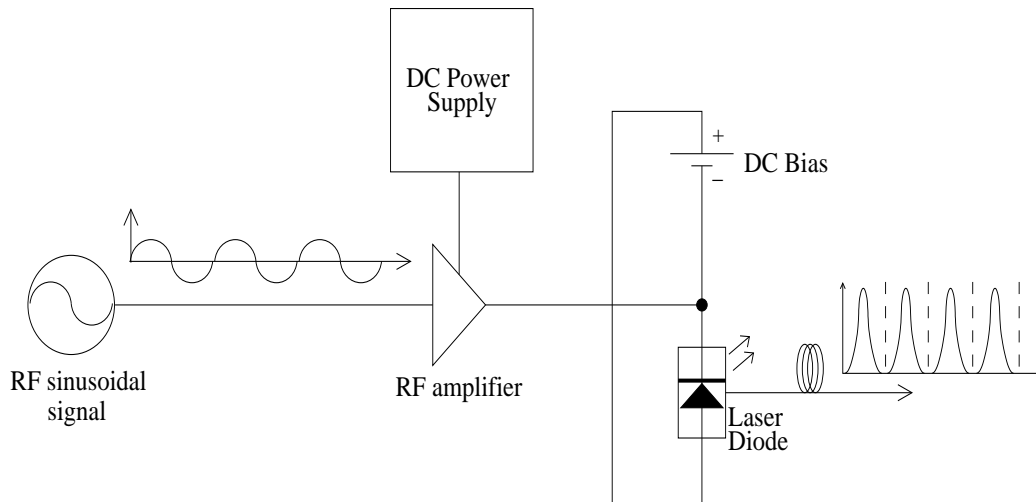 DC Power
Supply
+
DC Bias
−
RF sinusoidal
signal
RF amplifier
Laser
Diode